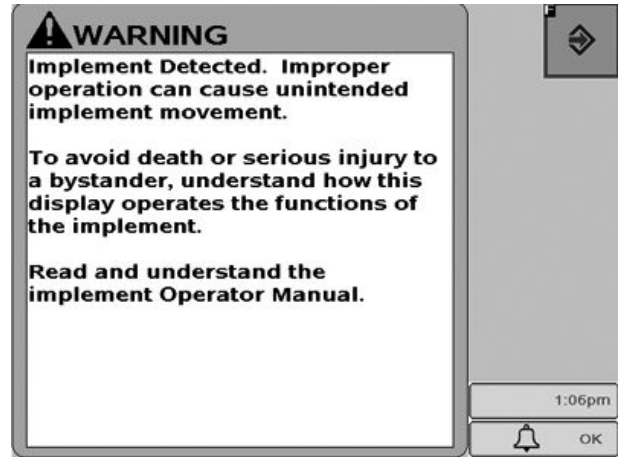 WARNING
Implement Detected. Improper
operation can cause unintended
implement movement.
To avoid death or serious injury to
a bystander, understand how this
display operates the functions of
the implement.
Read and understand the
implement Operator Manual.
F
1:06pm
OK